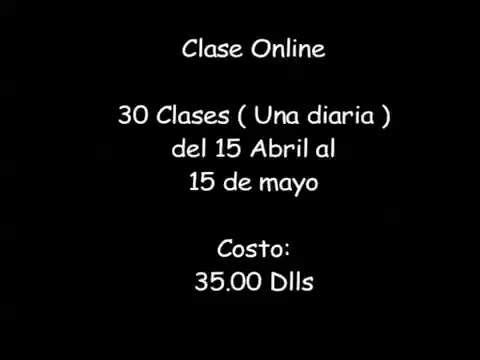 Clase Online
30 Clases ( Una diaria )
del 15 Abril al
15 de mayo
Costo:
35.00 Dlls